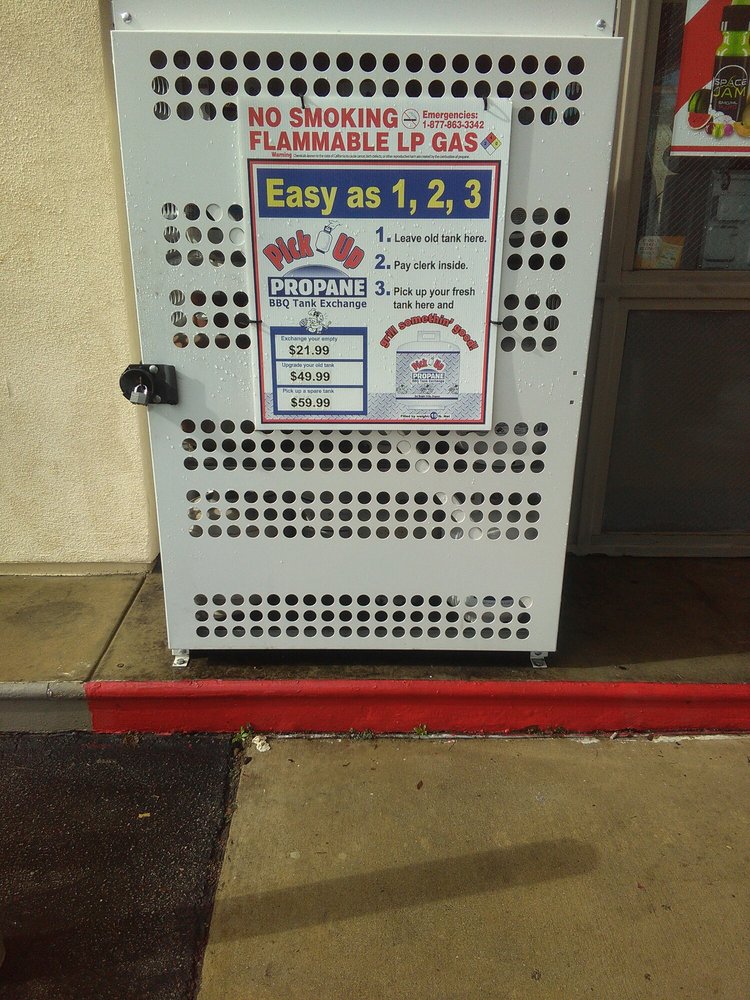 NO SMOKING
Emergencies:
1-877-863-3342
FLAMMABLE LP GAS
Warning
Easy as 1, 2, 3
Pick Up
PROPANE
BBQ Tank Exchange
1. Leave old tank here.
2. Pay clerk inside.
3. Pick up your fresh
tank here and
grill somethin' good!
Exchange your empty
$21.99
Upgrade your old tank
$49.99
Pick up a spare tank
$59.99
Pick Up
PROPANE
BBQ Tank Exchange
SPACE
JAM